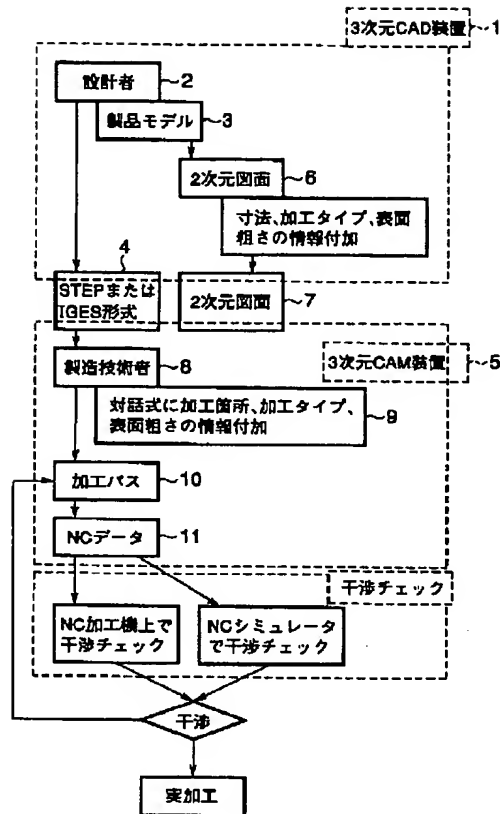 3次元CAD装置 1
設計者 2
製品モデル 3
2次元図面 6
寸法、加工タイプ、表面
粗さの情報付加
4
STEPまたは
IGES形式
2次元図面 7
3次元CAM装置 5
製造技術者 8
対話式に加工箇所、加工タイプ、
表面粗さの情報付加
9
加工パス 10
NCデータ 11
干渉チェック
NC加工機上で
干渉チェック
NCシミュレータ
で干渉チェック
干渉
実加工